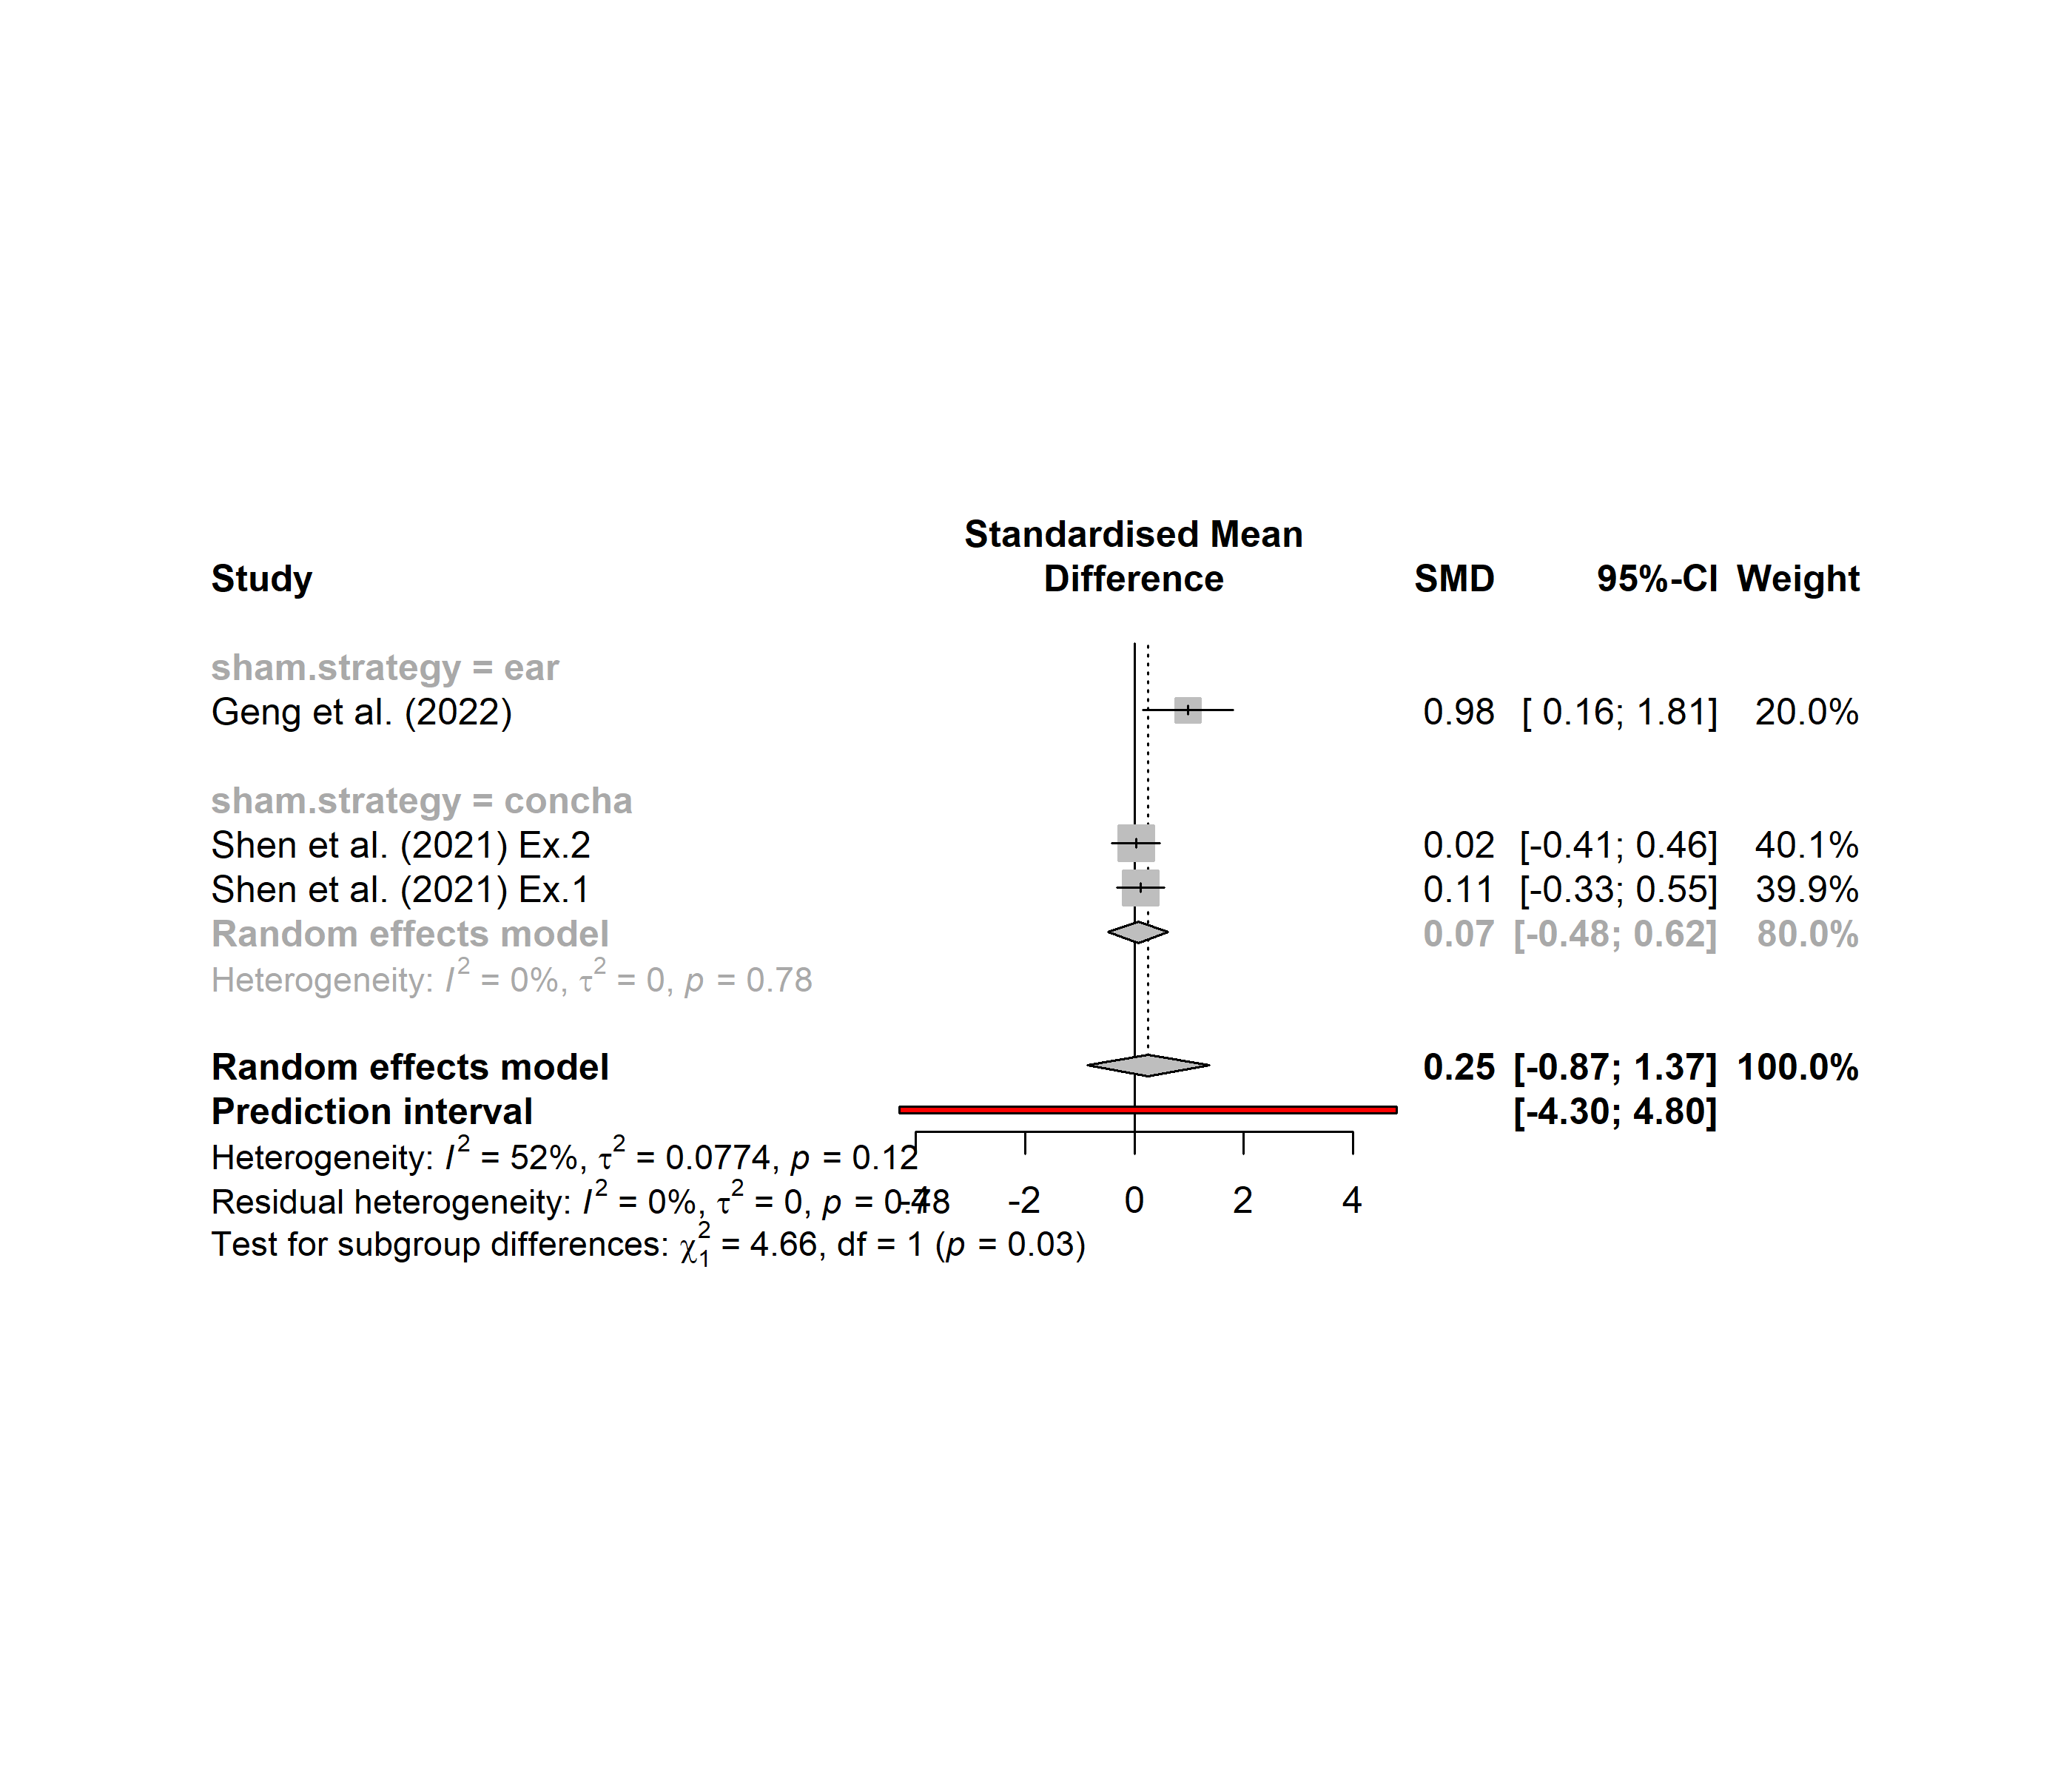 Standardised Mean
Study Difference SMD 95%-CI Weight
sham.strategy = ear
Geng et al. (2022) 0.98 [ 0.16; 1.81] 20.0%
sham.strategy = concha
Shen et al. (2021) Ex.2 0.02 [-0.41; 0.46] 40.1%
Shen et al. (2021) Ex.1 0.11 [-0.33; 0.55] 39.9%
Random effects model 0.07 [-0.48; 0.62] 80.0%
Heterogeneity: I² = 0%, τ² = 0, p = 0.78
Random effects model 0.25 [-0.87; 1.37] 100.0%
Prediction interval [-4.30; 4.80]
Heterogeneity: I² = 52%, τ² = 0.0774, p = 0.12
Residual heterogeneity: I² = 0%, τ² = 0, p = 0.78
-4 -2 0 2 4
Test for subgroup differences: χ²₁ = 4.66, df = 1 (p = 0.03)